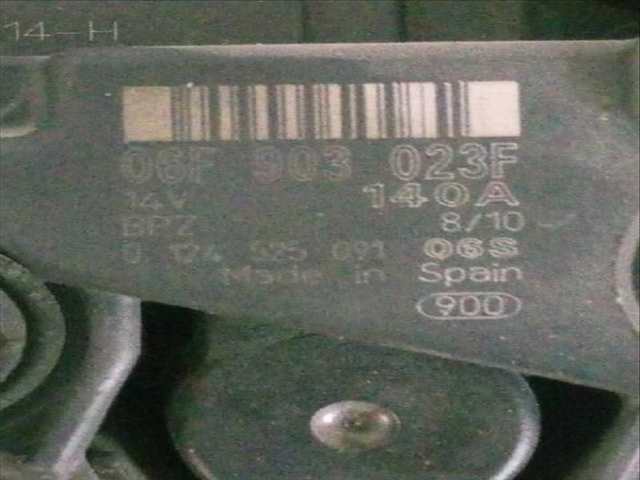 14-H
06F 903 023F
14V 140A
BPZ 8/10
0 124 525 091 06S
Made in Spain
900